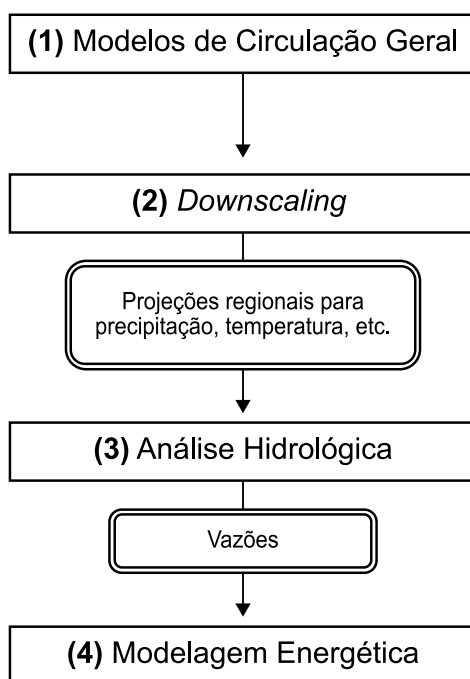 (1) Modelos de Circulação Geral
(2) Downscaling
Projeções regionais para
precipitação, temperatura, etc.
(3) Análise Hidrológica
Vazões
(4) Modelagem Energética